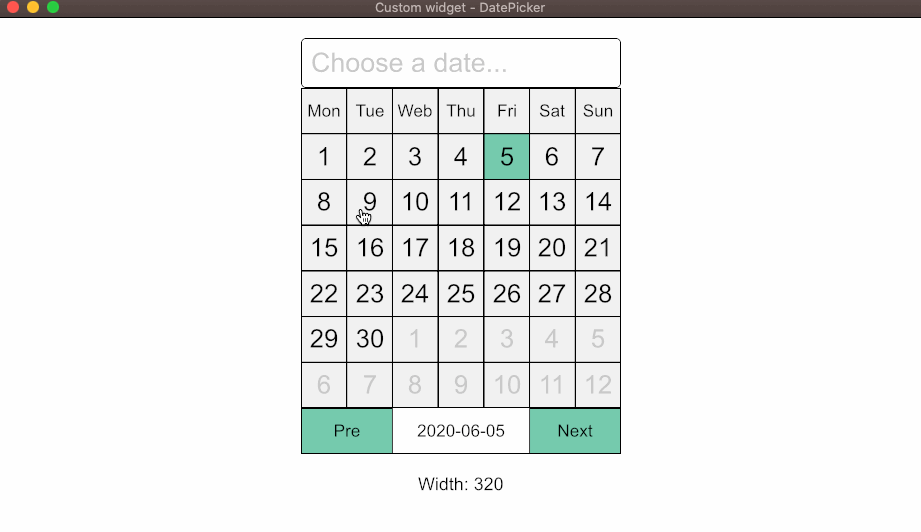 Custom widget - DatePicker
Choose a date...
Mon Tue Web Thu Fri Sat Sun
1 2 3 4 5 6 7
8 9 10 11 12 13 14
15 16 17 18 19 20 21
22 23 24 25 26 27 28
29 30 1 2 3 4 5
6 7 8 9 10 11 12
Pre 2020-06-05 Next
Width: 320